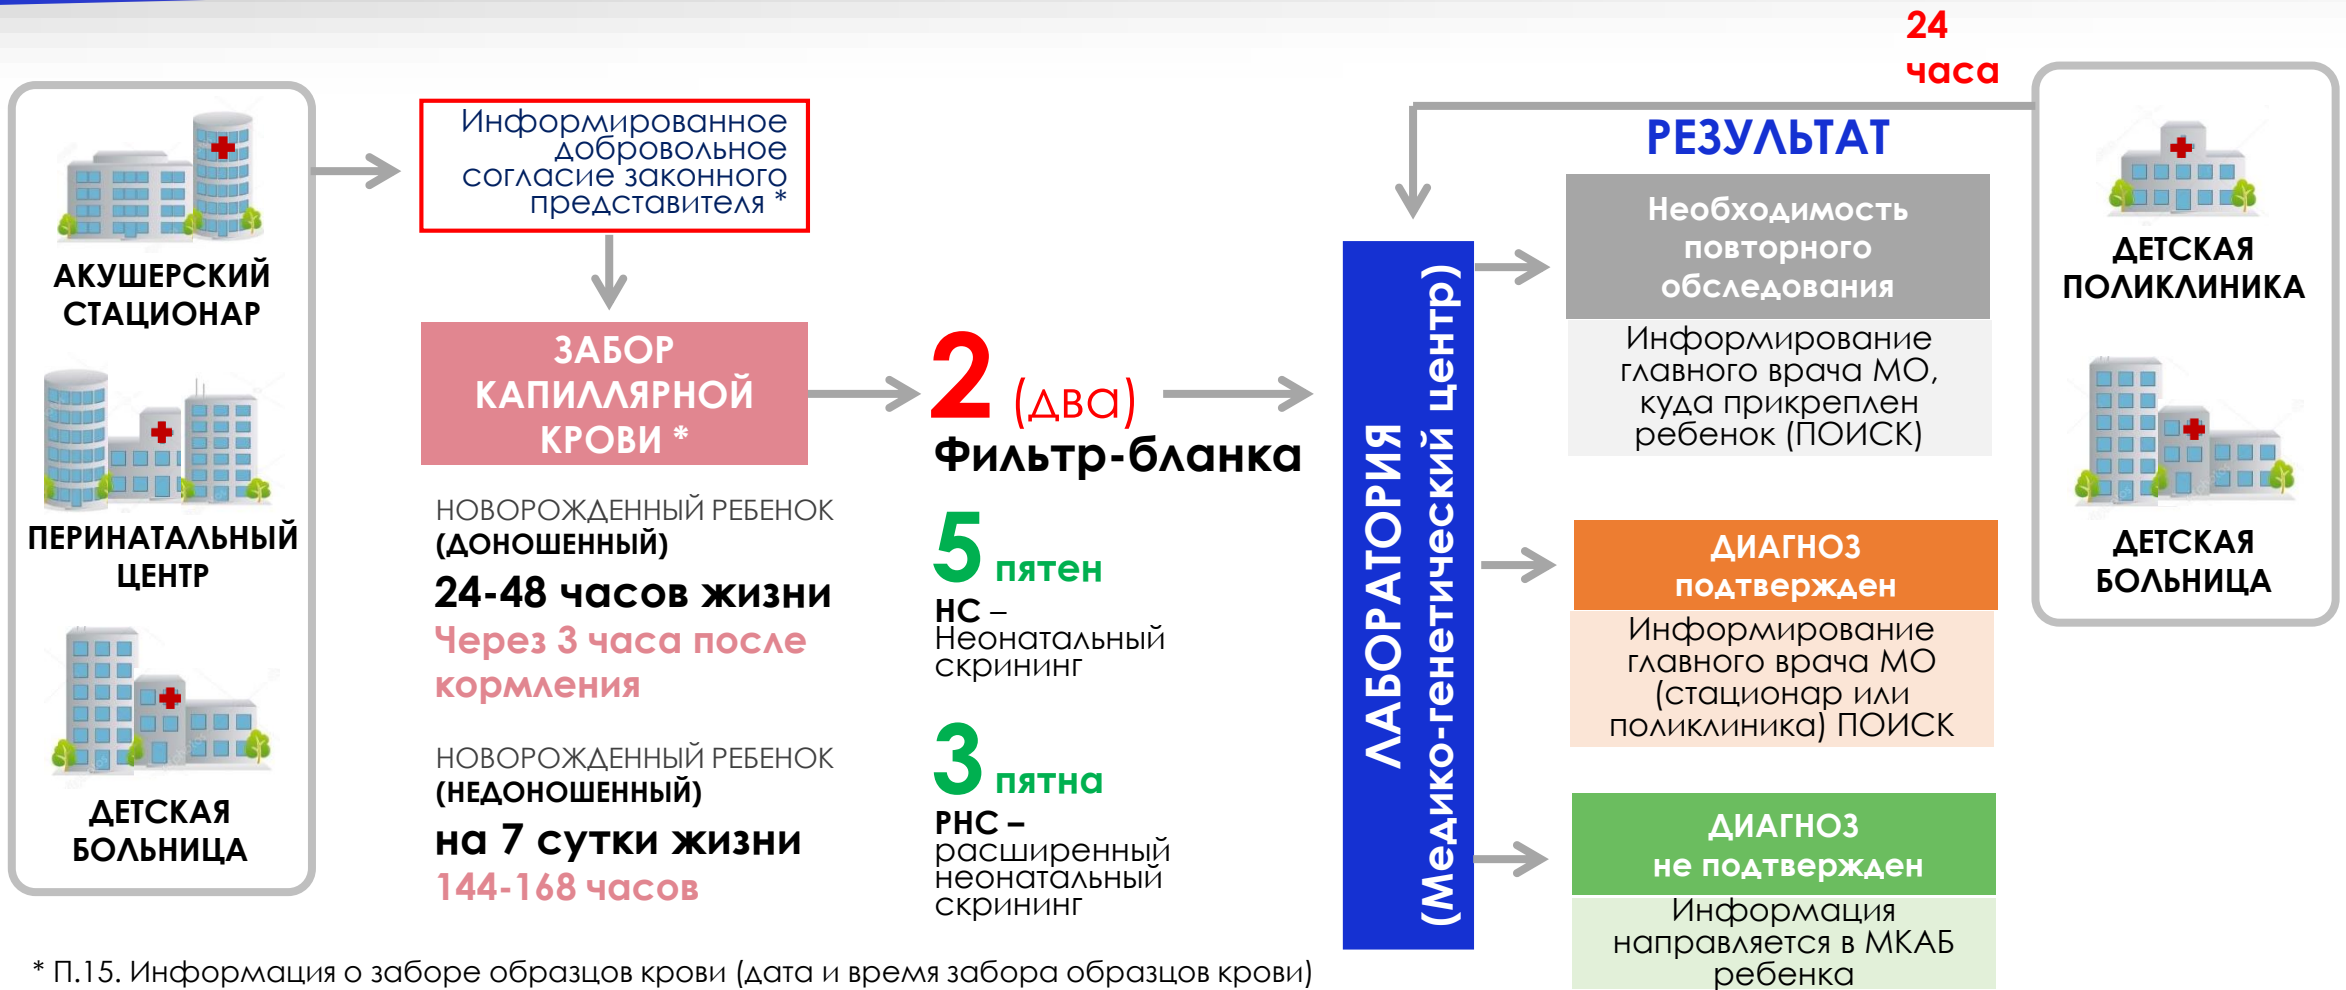 24
часа
АКУШЕРСКИЙ
СТАЦИОНАР
ПЕРИНАТАЛЬНЫЙ
ЦЕНТР
ДЕТСКАЯ
БОЛЬНИЦА
Информированное
добровольное
согласие законного
представителя *
ЗАБОР
КАПИЛЛЯРНОЙ
КРОВИ *
НОВОРОЖДЕННЫЙ РЕБЕНОК
(ДОНОШЕННЫЙ)
24-48 часов жизни
Через 3 часа после
кормления
НОВОРОЖДЕННЫЙ РЕБЕНОК
(НЕДОНОШЕННЫЙ)
на 7 сутки жизни
144-168 часов
2 (два)
Фильтр-бланка
5 пятен
НС –
Неонатальный
скрининг
3 пятна
РНС –
расширенный
неонатальный
скрининг
ЛАБОРАТОРИЯ
(Медико-генетический центр)
РЕЗУЛЬТАТ
Необходимость
повторного
обследования
Информирование
главного врача МО,
куда прикреплен
ребенок (ПОИСК)
ДИАГНОЗ
подтвержден
Информирование
главного врача МО
(стационар или
поликлиника) ПОИСК
ДИАГНОЗ
не подтвержден
Информация
направляется в МКАБ
ребенка
ДЕТСКАЯ
ПОЛИКЛИНИКА
ДЕТСКАЯ
БОЛЬНИЦА
* П.15. Информация о заборе образцов крови (дата и время забора образцов крови)